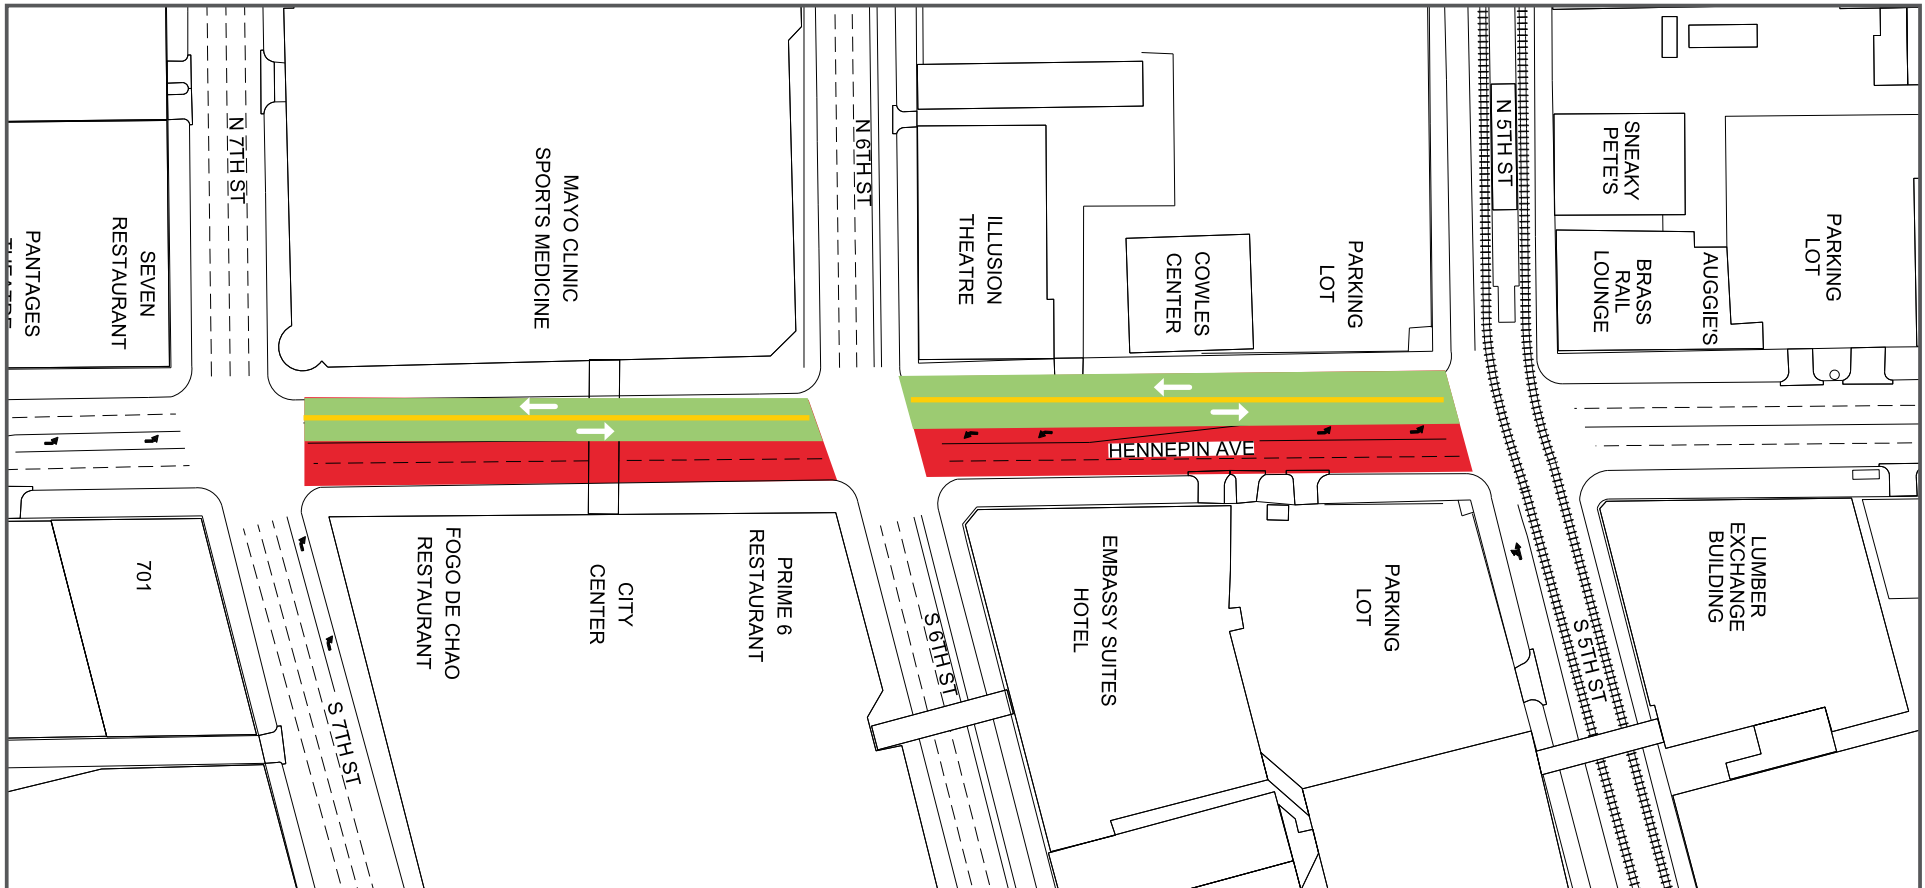 N 7TH ST
MAYO CLINIC
SPORTS MEDICINE
N 6TH ST
ILLUSION
THEATRE
COWLES
CENTER
PARKING
LOT
N 5TH ST
SNEAKY
PETE'S
BRASS
RAIL
LOUNGE
AUGGIE'S
PARKING
LOT
PANTAGES
SEVEN
RESTAURANT
HENNEPIN AVE
701
S 7TH ST
FOGO DE CHAO
RESTAURANT
CITY
CENTER
PRIME 6
RESTAURANT
S 6TH ST
EMBASSY SUITES
HOTEL
PARKING
LOT
S 5TH ST
LUMBER
EXCHANGE
BUILDING